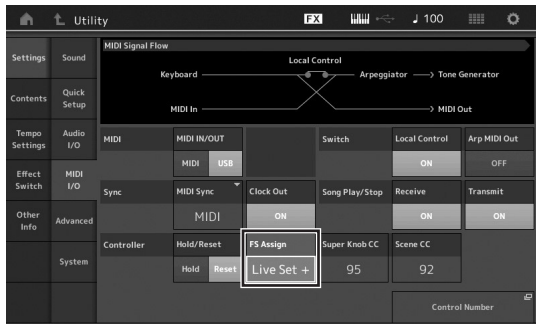 Utility
FX
100
Settings
Sound
Contents
Quick Setup
Tempo Settings
Audio I/O
Effect Switch
MIDI I/O
Other Info
Advanced
System
MIDI Signal Flow
Local Control
Keyboard
Arpeggiator
Tone Generator
MIDI In
MIDI Out
MIDI
MIDI IN/OUT
Switch
Local Control
Arp MIDI Out
MIDI
USB
ON
OFF
Sync
MIDI Sync
Clock Out
Song Play/Stop
Receive
Transmit
MIDI
ON
ON
ON
Controller
Hold/Reset
FS Assign
Super Knob CC
Scene CC
Hold
Reset
Live Set +
95
92
Control Number